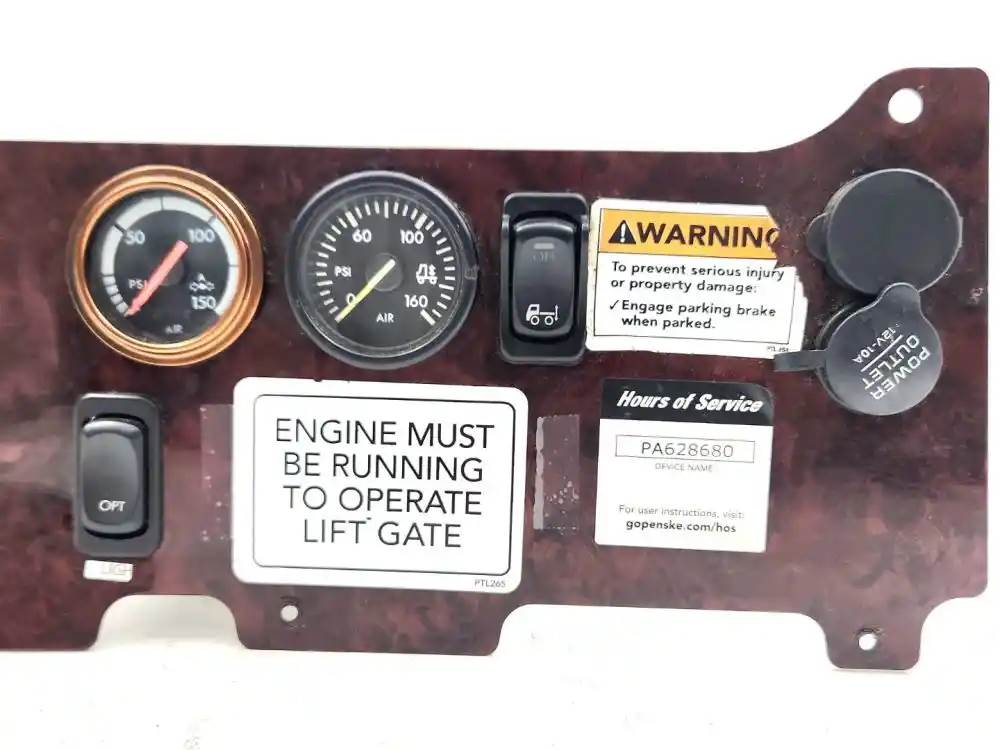 50
100
PSI
150
AIR
60
100
PSI
0
160
AIR
ON
WARNING
To prevent serious injury
or property damage:
✓Engage parking brake
when parked.
POWER
OUTLET
12V-10A
OPT
ENGINE MUST
BE RUNNING
TO OPERATE
LIFT GATE
PTL265
Hours of Service
PA628680
DEVICE NAME
For user instructions, visit:
gopenske.com/hos